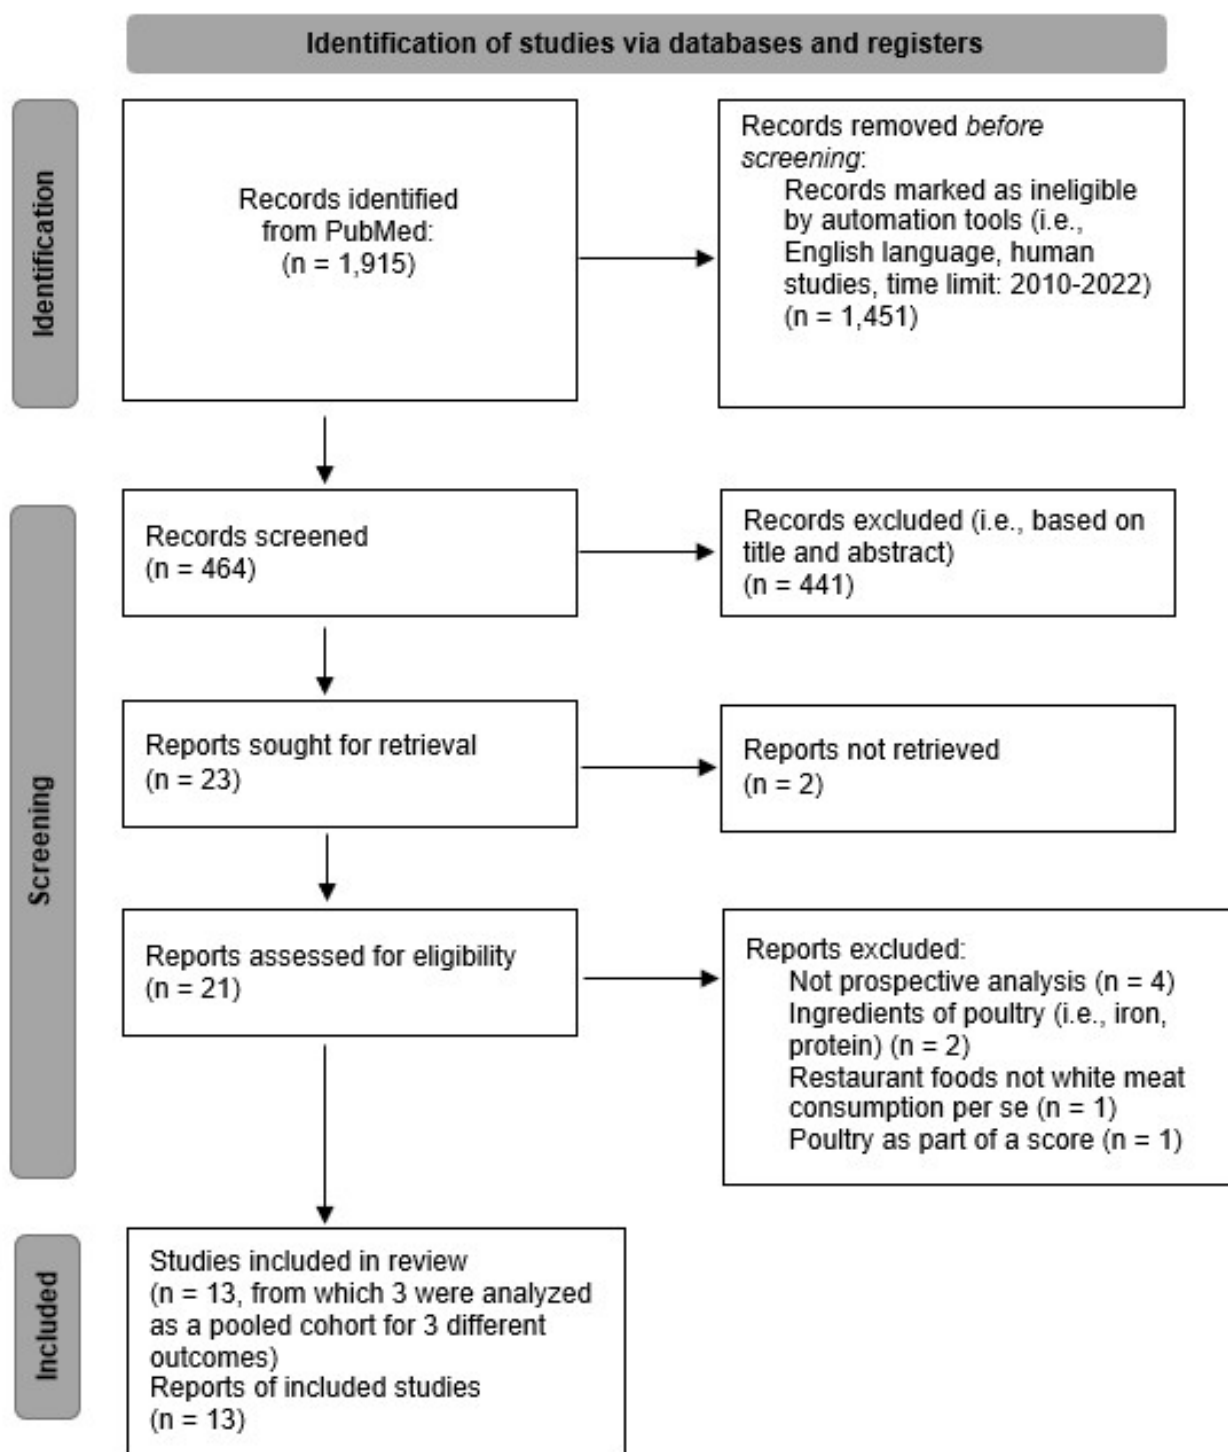 Identification of studies via databases and registers
Identification
Records identified
from PubMed:
(n = 1,915)
Records removed before
screening:
Records marked as ineligible
by automation tools (i.e.,
English language, human
studies, time limit: 2010-2022)
(n = 1,451)
Screening
Records screened
(n = 464)
Records excluded (i.e., based on
title and abstract)
(n = 441)
Reports sought for retrieval
(n = 23)
Reports not retrieved
(n = 2)
Reports assessed for eligibility
(n = 21)
Reports excluded:
Not prospective analysis (n = 4)
Ingredients of poultry (i.e., iron,
protein) (n = 2)
Restaurant foods not white meat
consumption per se (n = 1)
Poultry as part of a score (n = 1)
Included
Studies included in review
(n = 13, from which 3 were analyzed
as a pooled cohort for 3 different
outcomes)
Reports of included studies
(n = 13)